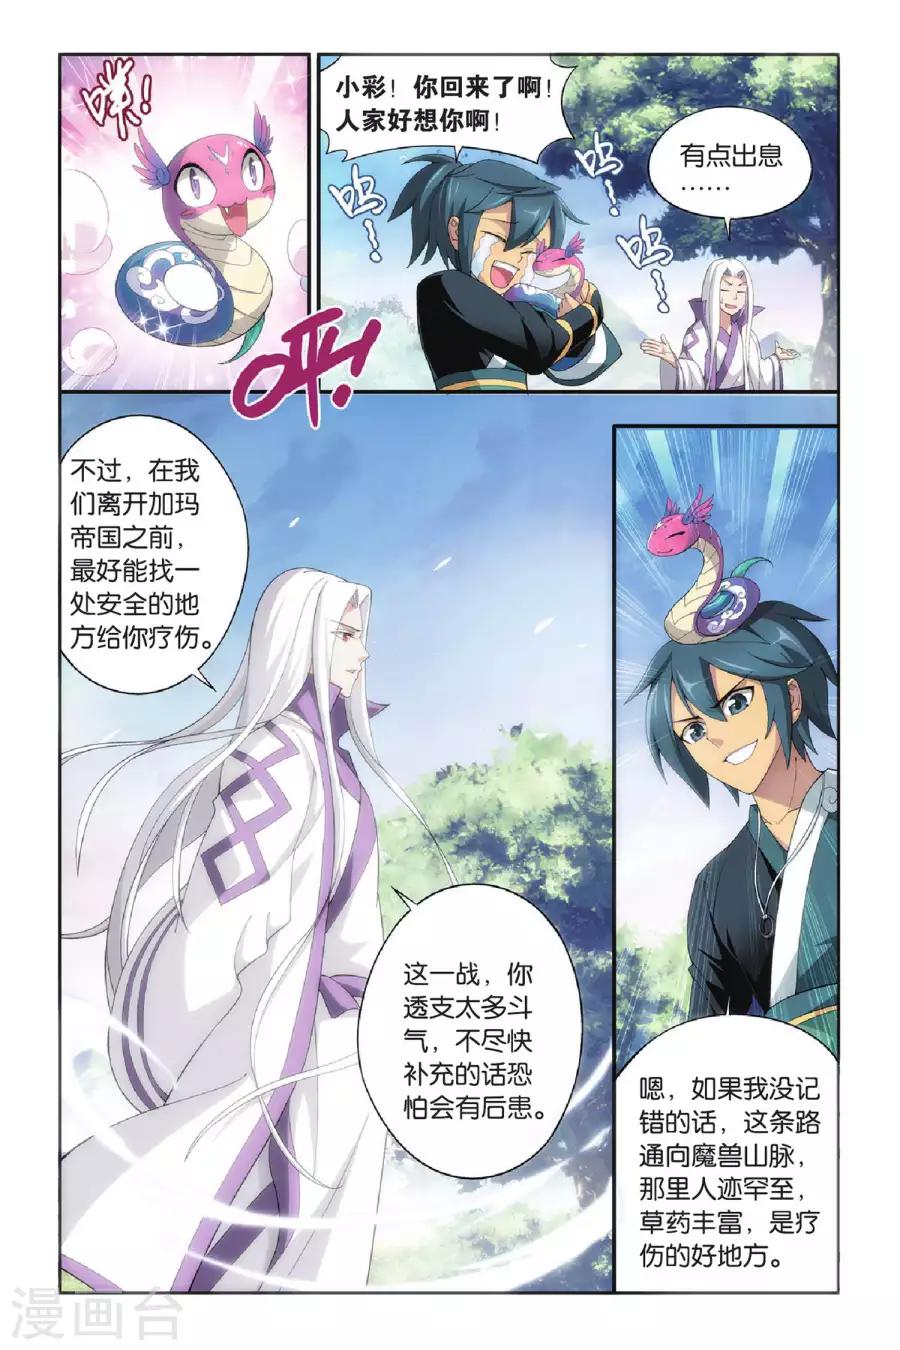 咻！
小彩！你回来了啊！
人家好想你啊！
呜~
呜~
呜~
有点出息
……
吓！
不过，在我
们离开加玛
帝国之前，
最好能找一
处安全的地
方给你疗伤。
这一战，你
透支太多斗
气，不尽快
补充的话恐
怕会有后患。
嗯，如果我没记
错的话，这条路
通向魔兽山脉，
那里人迹罕至，
草药丰富，是疗
伤的好地方。
漫画台